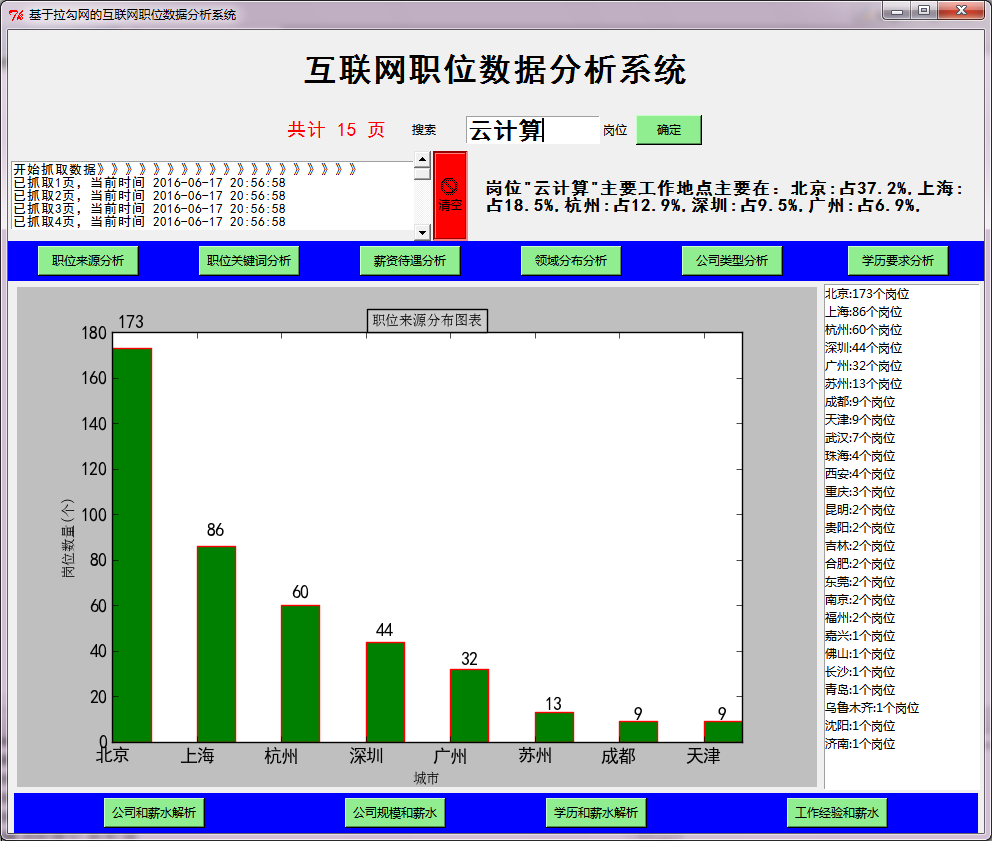 基于拉勾网的互联网职位数据分析系统
互联网职位数据分析系统
共计 15 页 搜索 云计算 岗位 确定
开始抓取数据》》》》》》》》》》》》》》》》》》》
已抓取1页，当前时间 2016-06-17 20:56:58
已抓取2页，当前时间 2016-06-17 20:56:58
已抓取3页，当前时间 2016-06-17 20:56:58
已抓取4页，当前时间 2016-06-17 20:56:58
清空
岗位"云计算"主要工作地点主要在：北京:占37.2%,上海:
占18.5%,杭州:占12.9%,深圳:占9.5%,广州:占6.9%,
职位来源分析 职位关键词分析 薪资待遇分析 领域分布分析 公司类型分析 学历要求分析
职位来源分布图表
岗位数量(个)
180
160
140
120
100
80
60
40
20
0
173
86
60
44
32
13
9
9
北京 上海 杭州 深圳 广州 苏州 成都 天津
城市
北京:173个岗位
上海:86个岗位
杭州:60个岗位
深圳:44个岗位
广州:32个岗位
苏州:13个岗位
成都:9个岗位
天津:9个岗位
武汉:7个岗位
珠海:4个岗位
西安:4个岗位
重庆:3个岗位
昆明:2个岗位
贵阳:2个岗位
吉林:2个岗位
合肥:2个岗位
东莞:2个岗位
南京:2个岗位
福州:2个岗位
嘉兴:1个岗位
佛山:1个岗位
长沙:1个岗位
青岛:1个岗位
乌鲁木齐:1个岗位
沈阳:1个岗位
济南:1个岗位
公司和薪水解析 公司规模和薪水 学历和薪水解析 工作经验和薪水